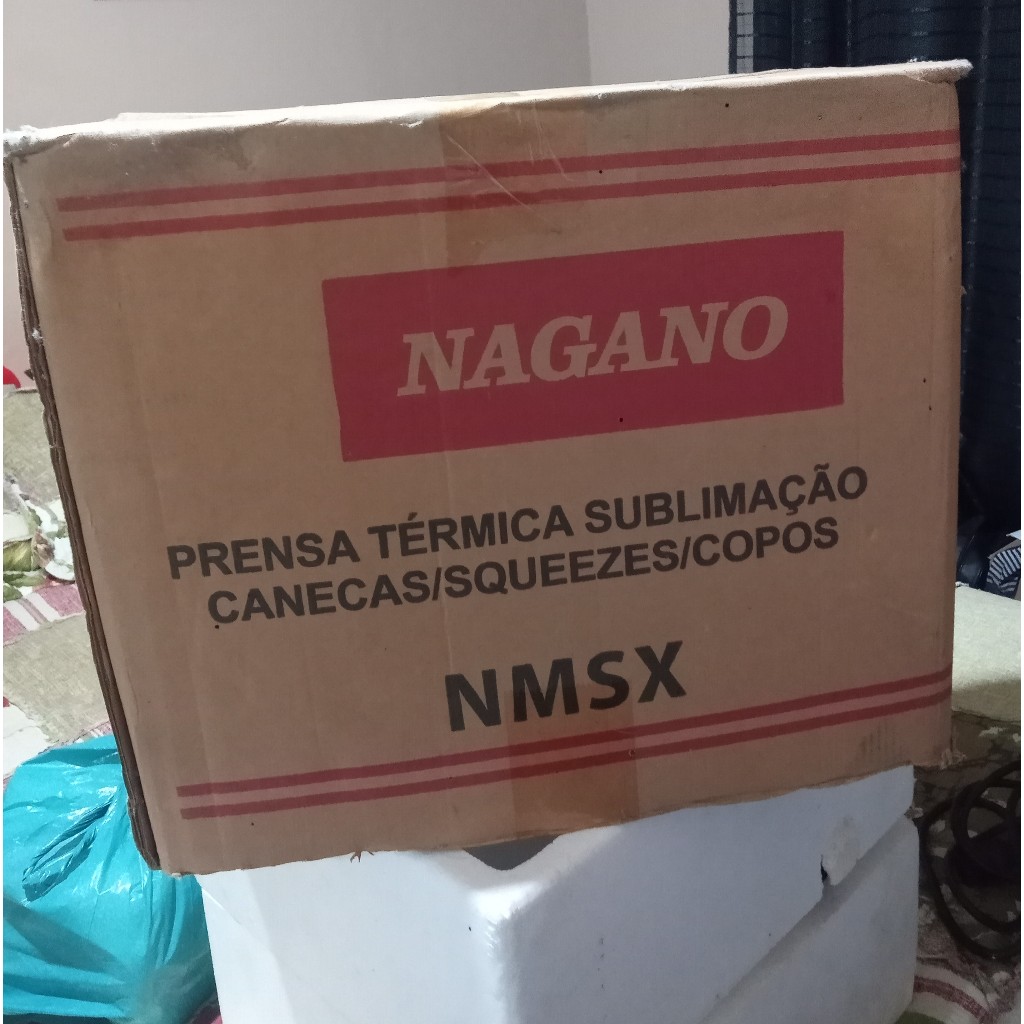 NAGANO
PRENSA TÉRMICA SUBLIMAÇÃO
CANECAS/SQUEEZES/COPOS
NMSX